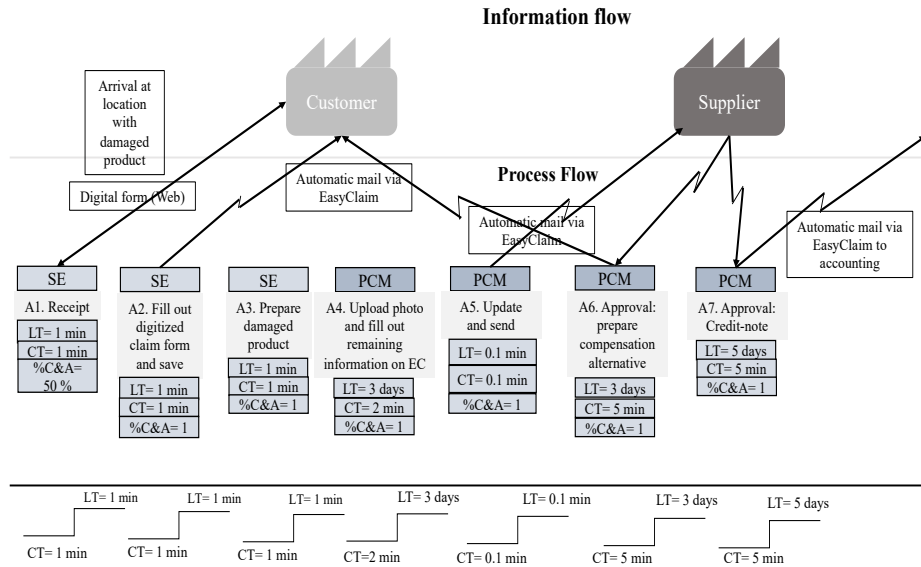 Information flow
Customer
Supplier
Arrival at
location
with
damaged
product
Digital form (Web)
Automatic mail via
EasyClaim
Process Flow
Automatic mail via
EasyClaim
Automatic mail via
EasyClaim to
accounting
SE
A1. Receipt
LT= 1 min
CT= 1 min
%C&A=
50 %
SE
A2. Fill out
digitized
claim form
and save
LT= 1 min
CT= 1 min
%C&A= 1
SE
A3. Prepare
damaged
product
LT= 1 min
CT= 1 min
%C&A= 1
PCM
A4. Upload photo
and fill out
remaining
information on EC
LT= 3 days
CT= 2 min
%C&A= 1
PCM
A5. Update
and send
LT= 0.1 min
CT= 0.1 min
%C&A= 1
PCM
A6. Approval:
prepare
compensation
alternative
LT= 3 days
CT= 5 min
%C&A= 1
PCM
A7. Approval:
Credit-note
LT= 5 days
CT= 5 min
%C&A= 1
LT= 1 min
CT= 1 min
LT= 1 min
CT= 1 min
LT= 1 min
CT= 1 min
LT= 3 days
CT=2 min
LT= 0.1 min
CT= 0.1 min
LT= 3 days
CT= 5 min
LT= 5 days
CT= 5 min